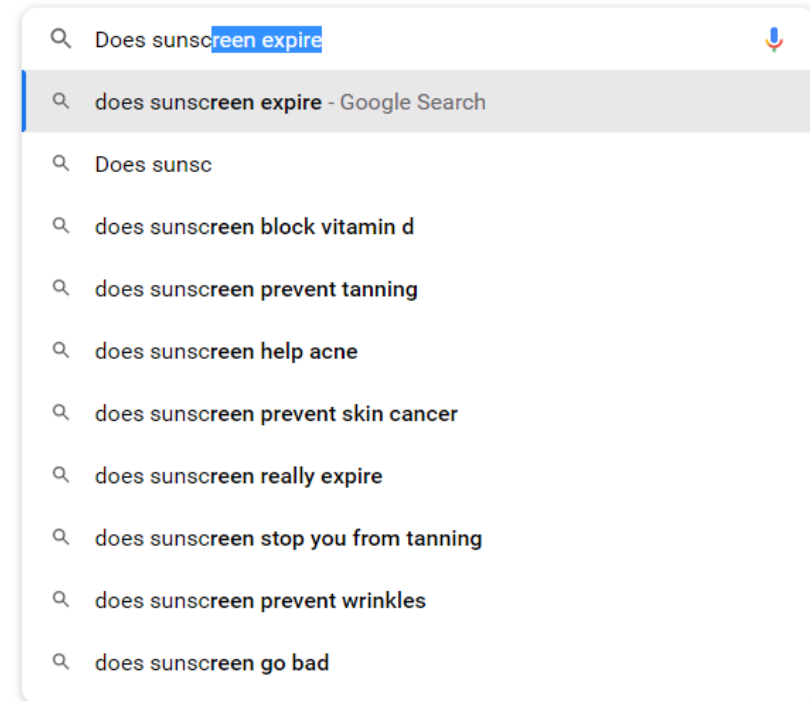 Does sunscreen expire
does sunscreen expire - Google Search
Does sunsc
does sunscreen block vitamin d
does sunscreen prevent tanning
does sunscreen help acne
does sunscreen prevent skin cancer
does sunscreen really expire
does sunscreen stop you from tanning
does sunscreen prevent wrinkles
does sunscreen go bad